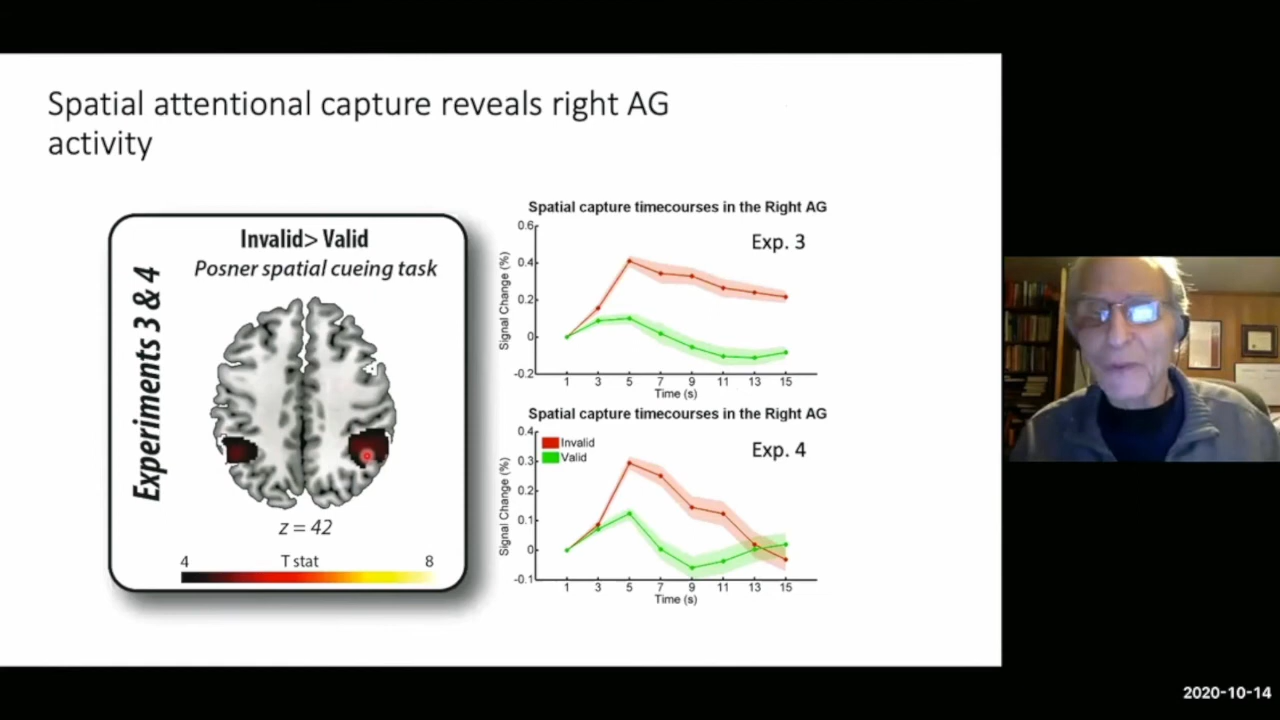 Spatial attentional capture reveals right AG
activity
Experiments 3 & 4
Invalid> Valid
Posner spatial cueing task
z = 42
4 T stat 8
Spatial capture timecourses in the Right AG
Exp. 3
Signal Change (%)
0.6
0.4
0.2
0
-0.2
1 3 5 7 9 11 13 15
Time (s)
Spatial capture timecourses in the Right AG
Invalid
Valid
Exp. 4
Signal Change (%)
0.4
0.3
0.2
0.1
0
-0.1
1 3 5 7 9 11 13 15
Time (s)
2020-10-14